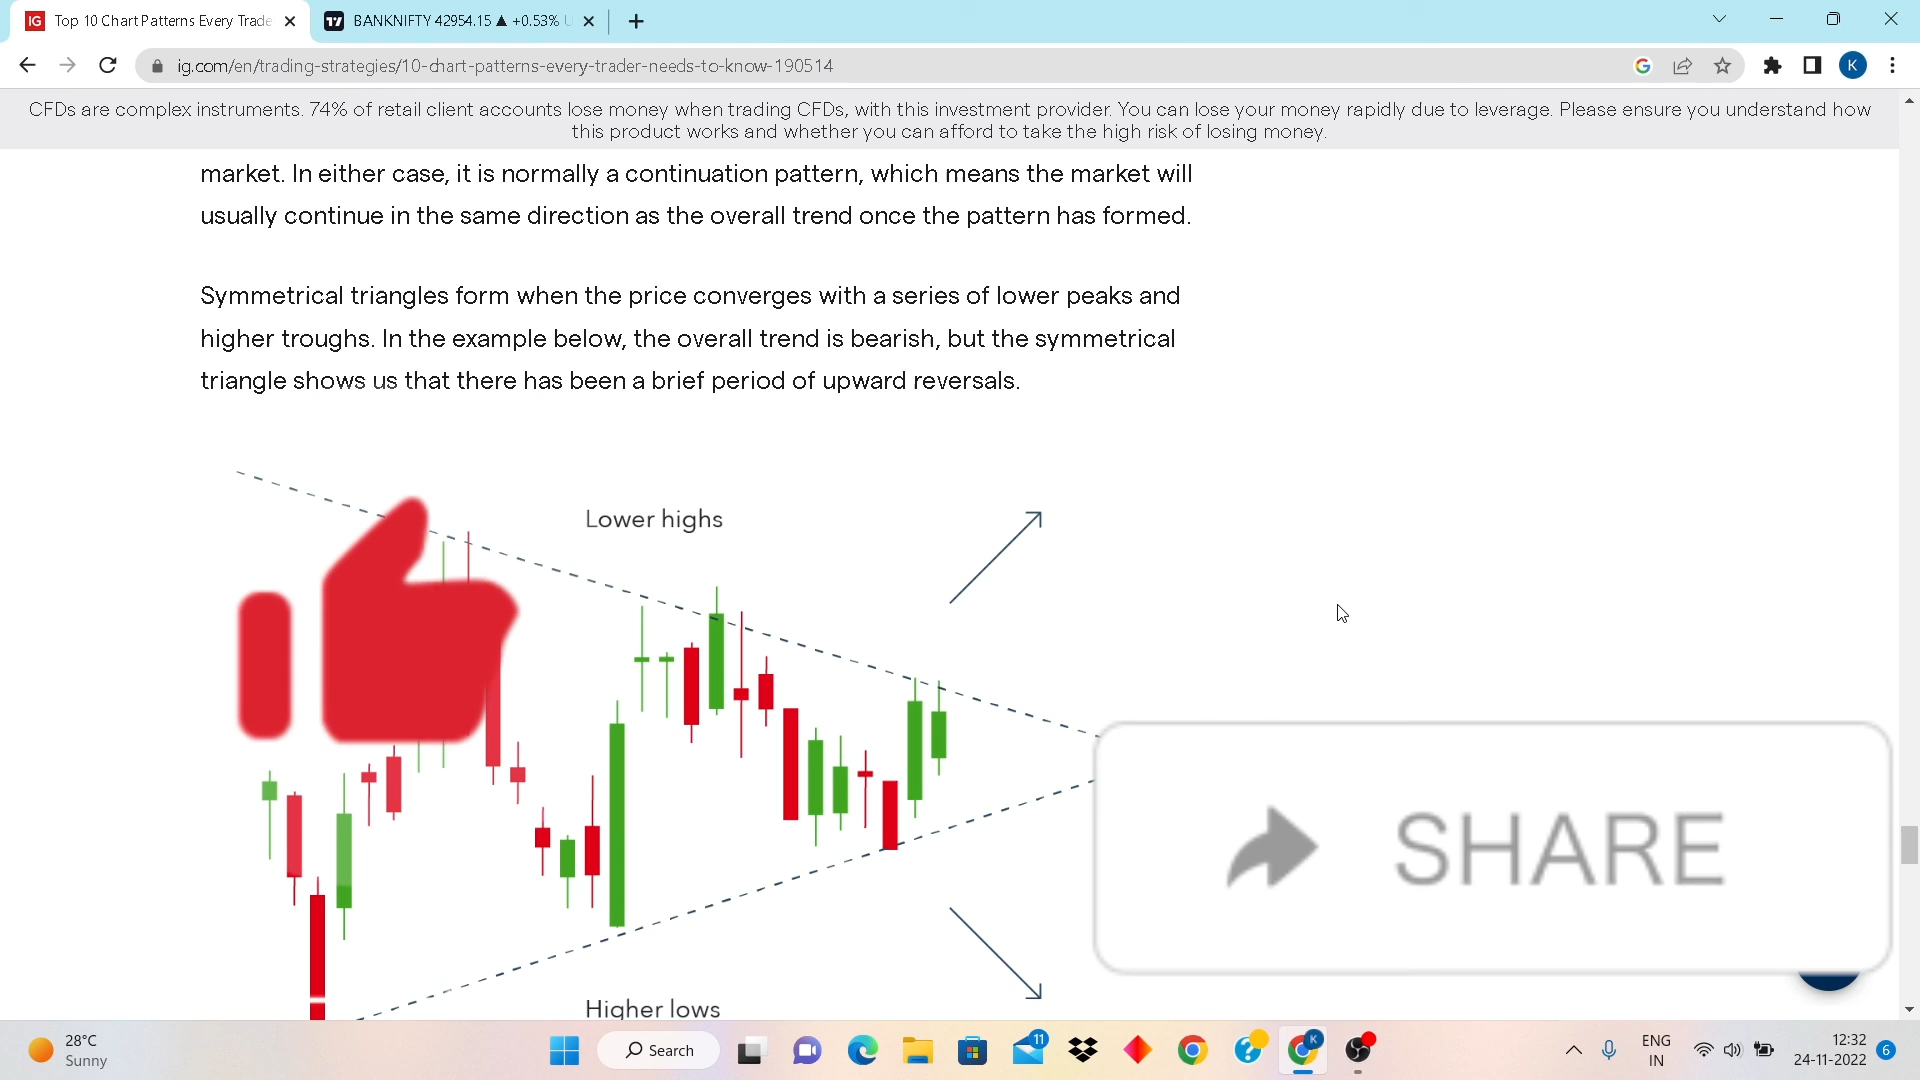 IG Top 10 Chart Patterns Every Trade
BANKNIFTY 42954.15 ▲ +0.53%
ig.com/en/trading-strategies/10-chart-patterns-every-trader-needs-to-know-190514
K
CFDs are complex instruments. 74% of retail client accounts lose money when trading CFDs, with this investment provider. You can lose your money rapidly due to leverage. Please ensure you understand how
this product works and whether you can afford to take the high risk of losing money.
market. In either case, it is normally a continuation pattern, which means the market will
usually continue in the same direction as the overall trend once the pattern has formed.
Symmetrical triangles form when the price converges with a series of lower peaks and
higher troughs. In the example below, the overall trend is bearish, but the symmetrical
triangle shows us that there has been a brief period of upward reversals.
Lower highs
SHARE
Higher lows
28°C
Sunny
Search
11
K
ENG
IN
12:32
24-11-2022
6